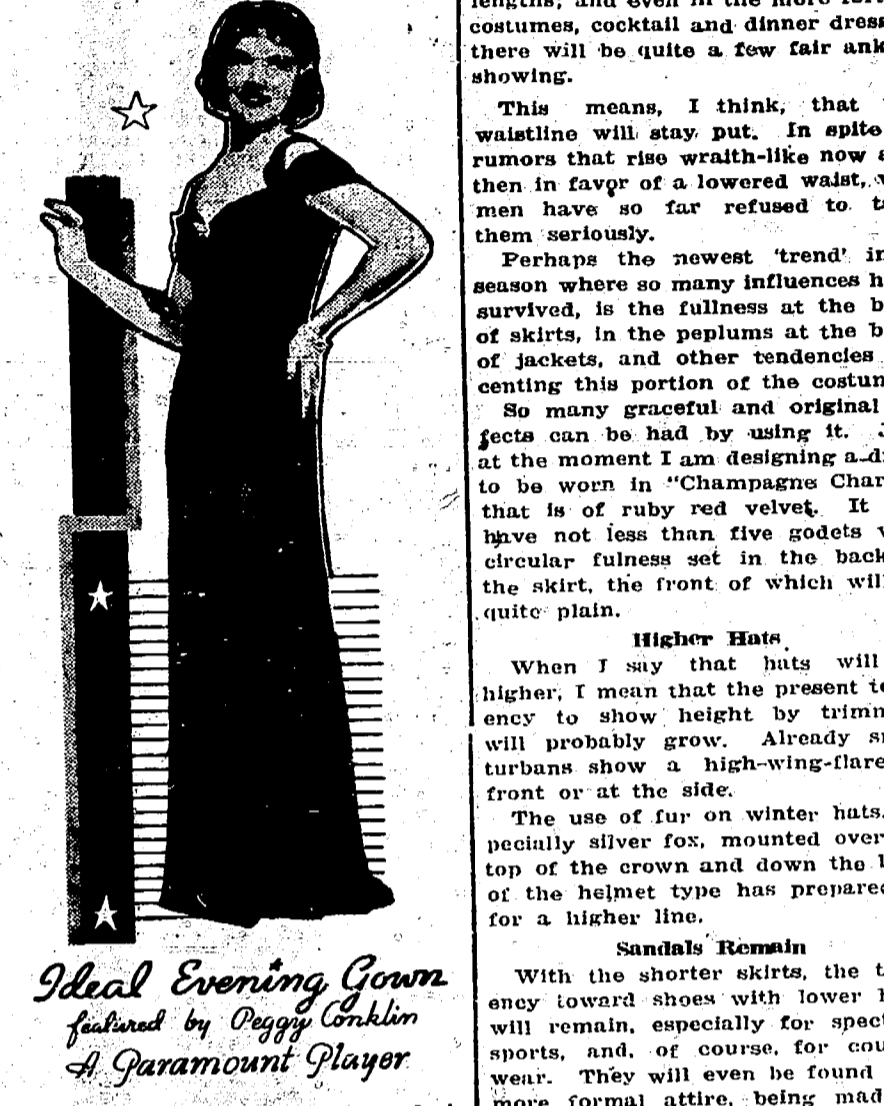 Ideal Evening Gown
featured by Peggy Conklin
A Paramount Player
lengths, and even in the more
costumes, cocktail and dinner dress
there will be quite a few fair ank
showing.
This means, I think, that
waistline will stay put. In spite
rumors that rise wraith-like now a
then in favor of a lowered waist, w
men have so far refused to t
them seriously.
Perhaps the newest 'trend' in
season where so many influences h
survived, is the fullness at the b
of skirts, in the peplums at the b
of jackets, and other tendencies
centing this portion of the costun
So many graceful and original
fects can be had by using it. J
at the moment I am designing a d
to be worn in "Champagne Char
that is of ruby red velvet. It
have not less than five godets w
circular fulness set in the back
the skirt, the front of which wil
quite plain.
Higher Hats
When I say that hats will
higher, I mean that the present te
ency to show height by trimn
will probably grow. Already s
turbans show a high-wing-flare
front or at the side.
The use of fur on winter hats,
pecially silver fox, mounted over
top of the crown and down the b
of the helmet type has prepared
for a higher line.
Sandals Remain
With the shorter skirts, the t
ency toward shoes with lower h
will remain, especially for spect
sports, and, of course, for cou
wear. They will even be found
more formal attire, being mad